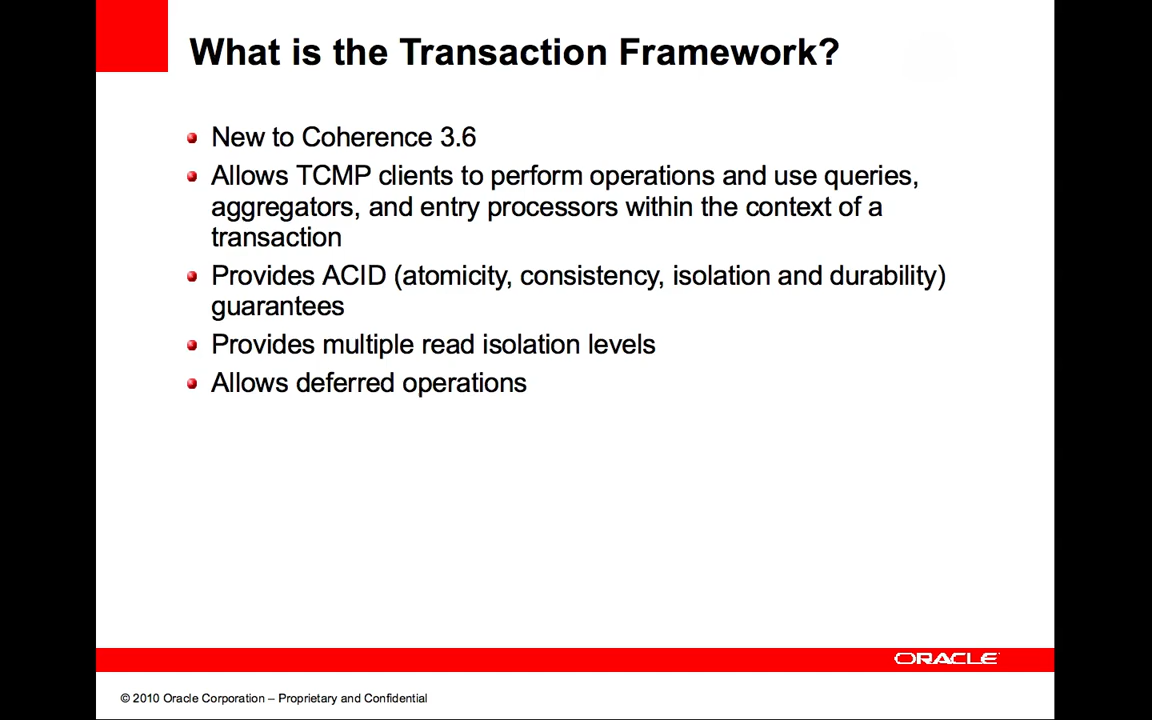 What is the Transaction Framework?
New to Coherence 3.6
Allows TCMP clients to perform operations and use queries,
aggregators, and entry processors within the context of a
transaction
Provides ACID (atomicity, consistency, isolation and durability)
guarantees
Provides multiple read isolation levels
Allows deferred operations
ORACLE
© 2010 Oracle Corporation – Proprietary and Confidential